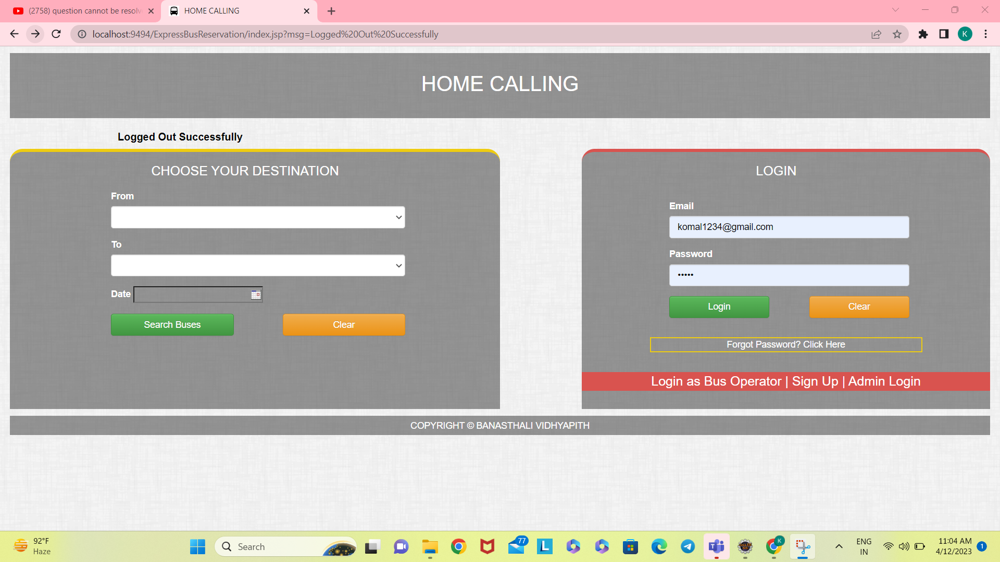 (2758) question cannot be resolv
HOME CALLING
localhost:9494/ExpressBusReservation/index.jsp?msg=Logged%20Out%20Successfully
K
HOME CALLING
Logged Out Successfully
CHOOSE YOUR DESTINATION
From
To
Date
Search Buses
Clear
LOGIN
Email
komal1234@gmail.com
Password
•••••
Login
Clear
Forgot Password? Click Here
Login as Bus Operator | Sign Up | Admin Login
COPYRIGHT © BANASTHALI VIDHYAPITH
92°F
Haze
Search
77
L
K
ENG
IN
11:04 AM
4/12/2023
1